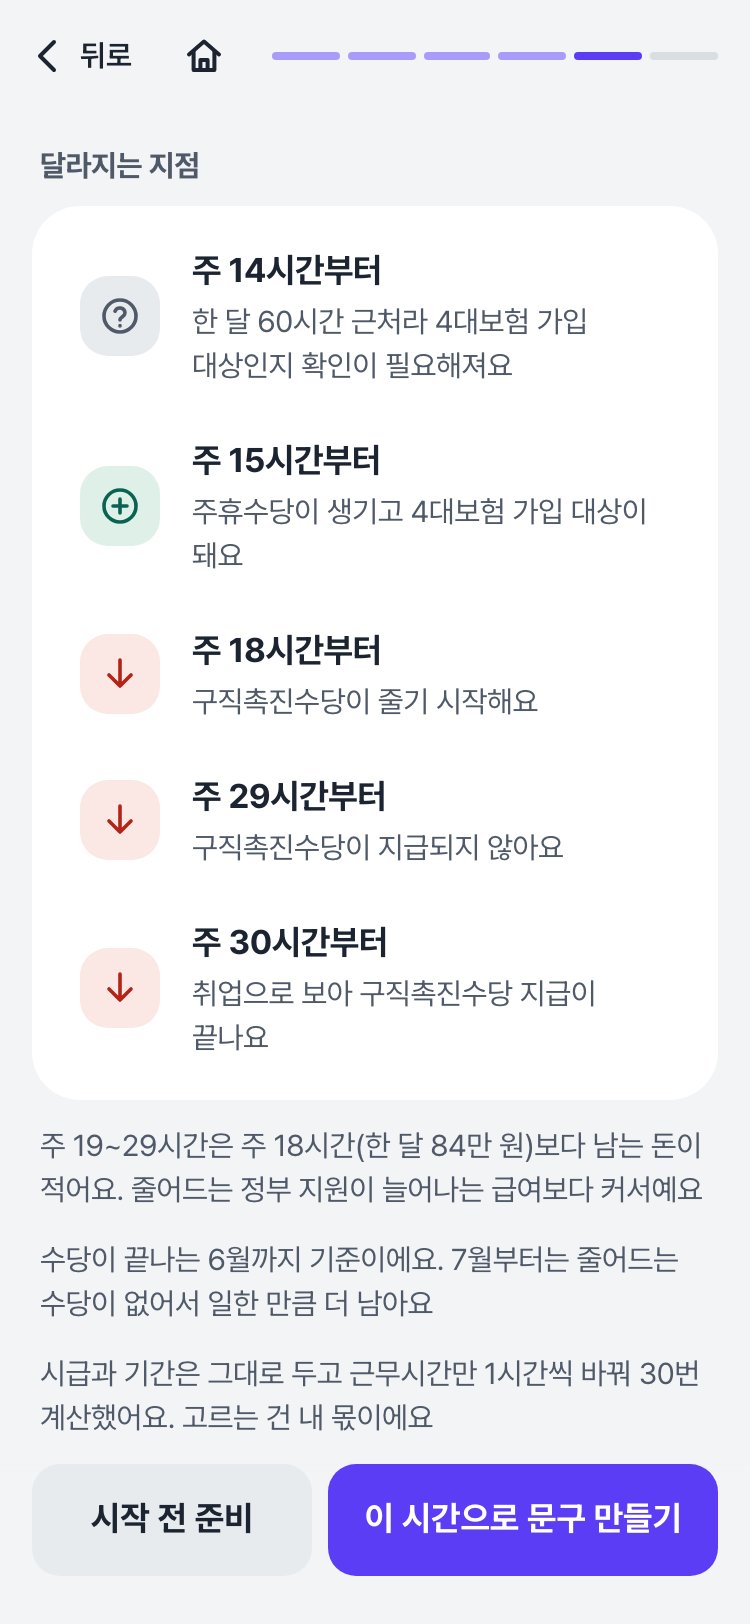 뒤로
달라지는 지점
주 14시간부터
한 달 60시간 근처라 4대보험 가입
대상인지 확인이 필요해져요
주 15시간부터
주휴수당이 생기고 4대보험 가입 대상이
돼요
주 18시간부터
구직촉진수당이 줄기 시작해요
주 29시간부터
구직촉진수당이 지급되지 않아요
주 30시간부터
취업으로 보아 구직촉진수당 지급이
끝나요
주 19~29시간은 주 18시간(한 달 84만 원)보다 남는 돈이
적어요. 줄어드는 정부 지원이 늘어나는 급여보다 커서예요
수당이 끝나는 6월까지 기준이에요. 7월부터는 줄어드는
수당이 없어서 일한 만큼 더 남아요
시급과 기간은 그대로 두고 근무시간만 1시간씩 바꿔 30번
계산했어요. 고르는 건 내 몫이에요
시작 전 준비
이 시간으로 문구 만들기